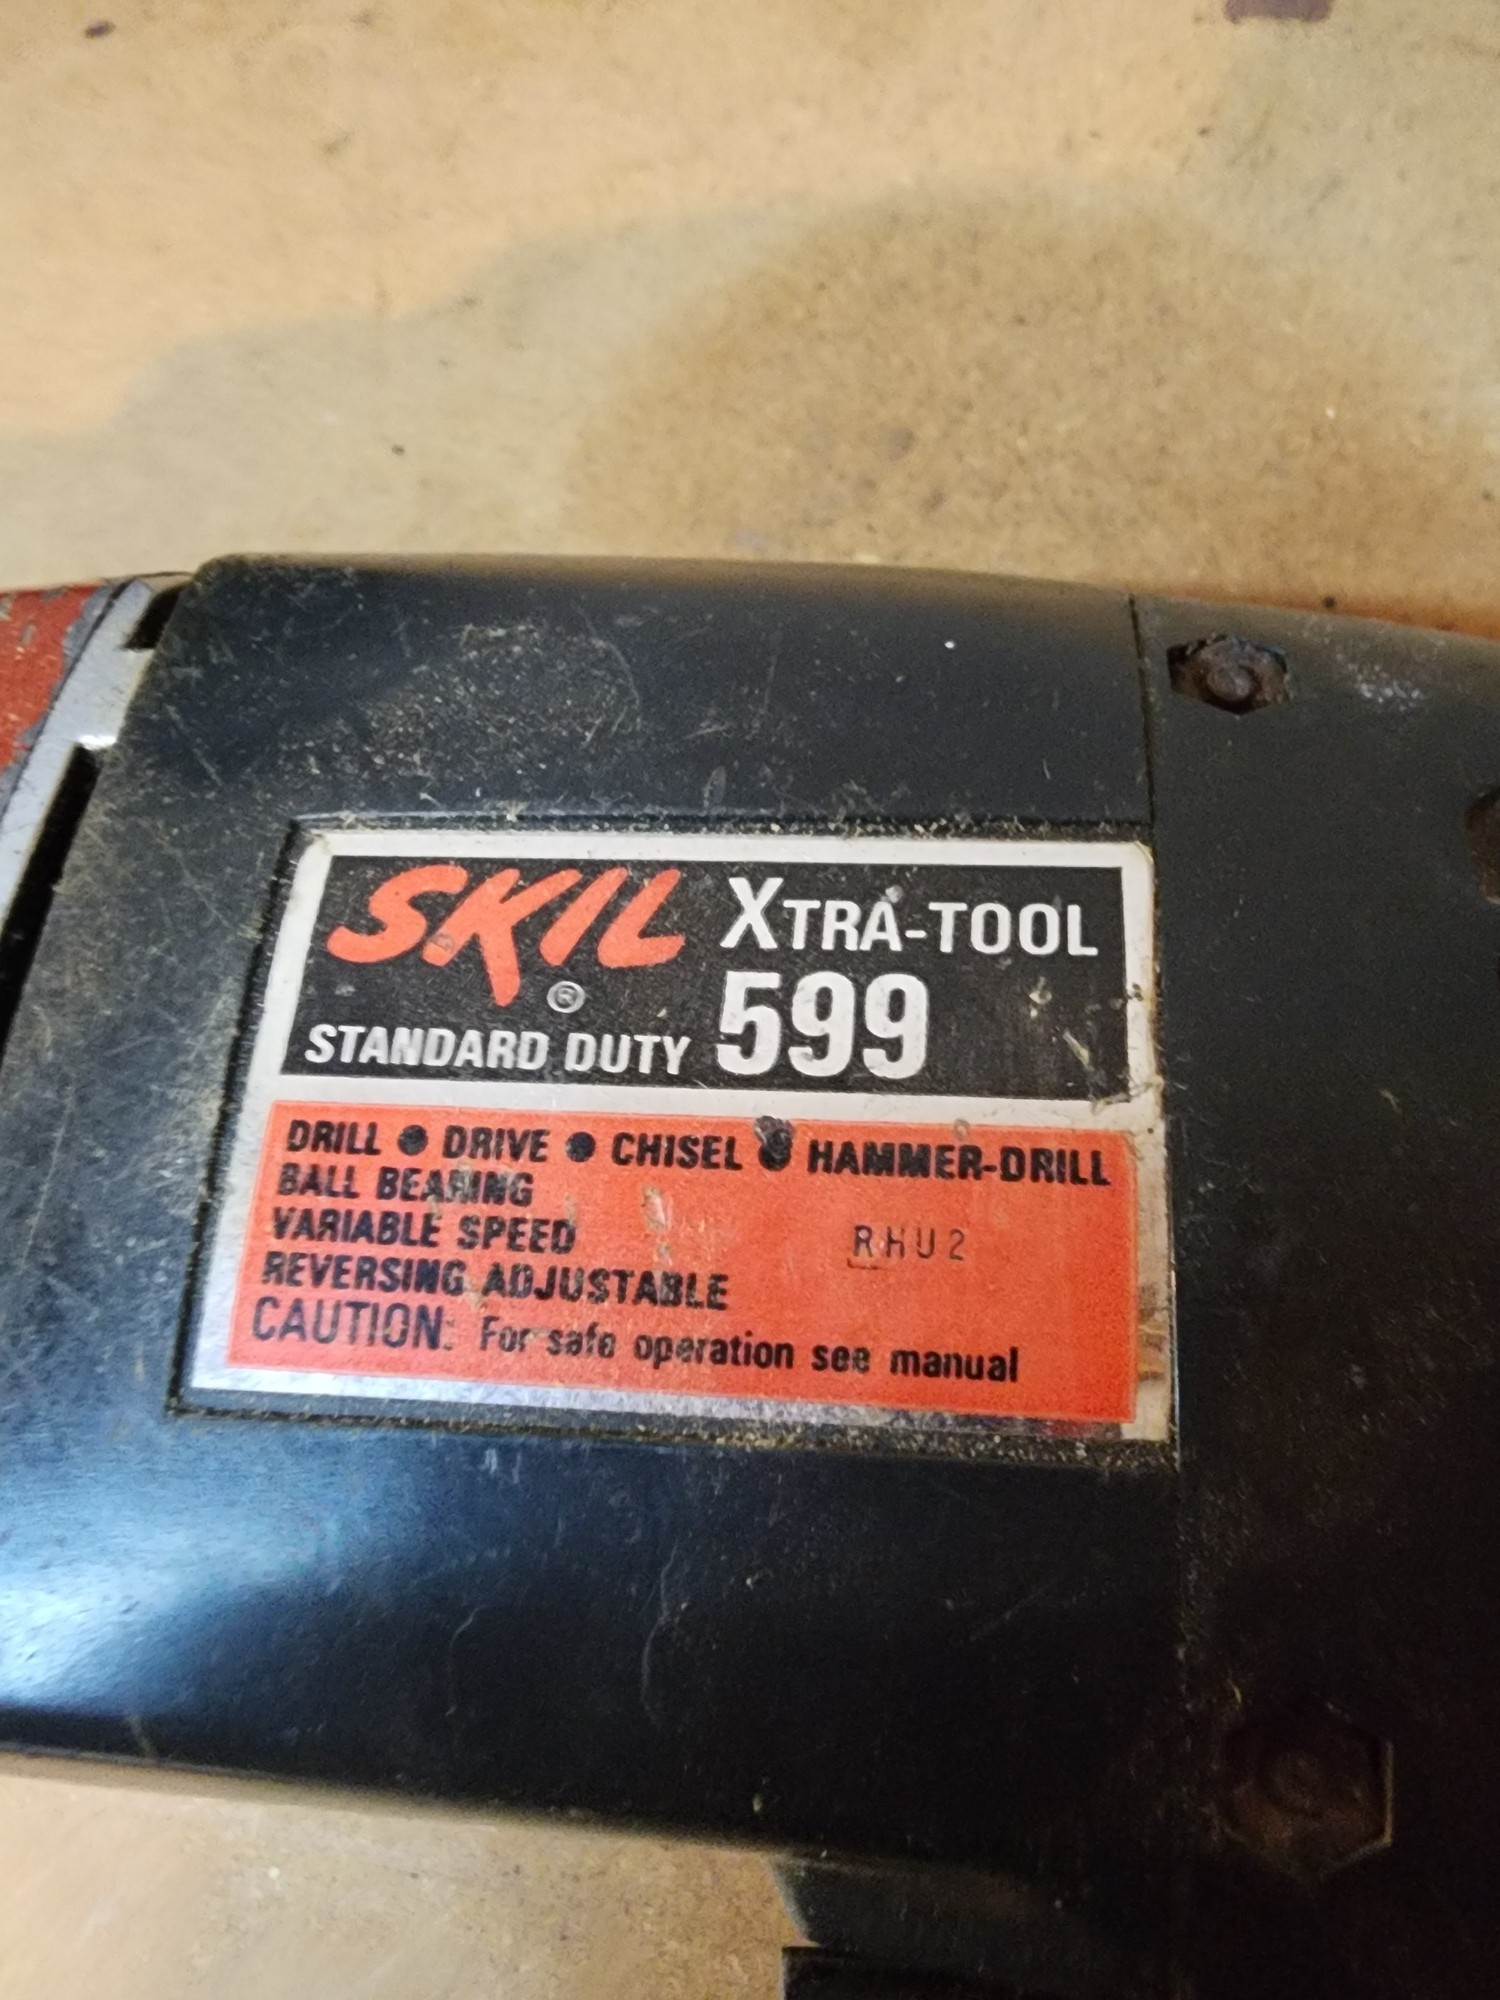 SKIL® XTRA-TOOL
STANDARD DUTY 599
DRILL ● DRIVE ● CHISEL ● HAMMER-DRILL
BALL BEARING
VARIABLE SPEED RHU2
REVERSING ADJUSTABLE
CAUTION: For safe operation see manual